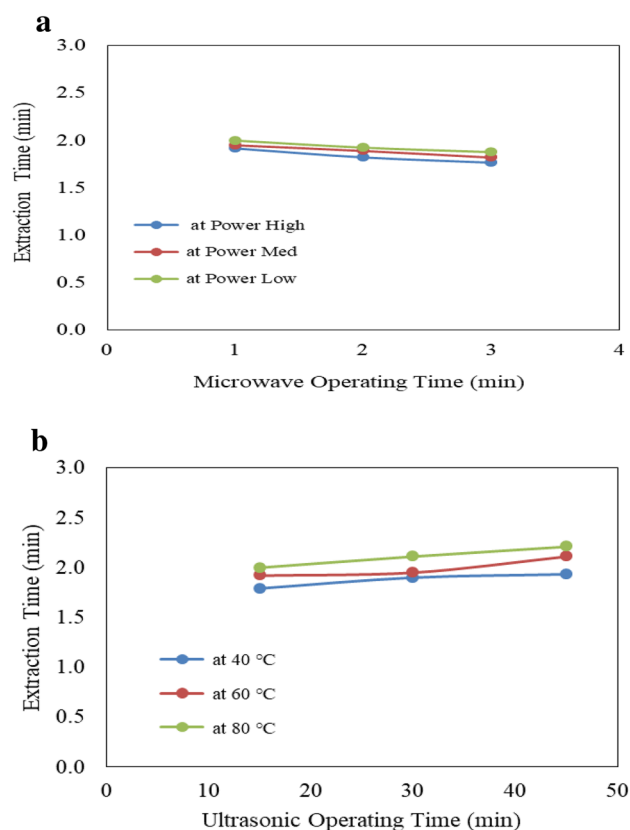 a
Extraction Time (min)
3.0
2.5
2.0
1.5
1.0
0.5
0.0
at Power High
at Power Med
at Power Low
0 1 2 3 4
Microwave Operating Time (min)
b
Extraction Time (min)
3.0
2.5
2.0
1.5
1.0
0.5
0.0
at 40 °C
at 60 °C
at 80 °C
0 10 20 30 40 50
Ultrasonic Operating Time (min)